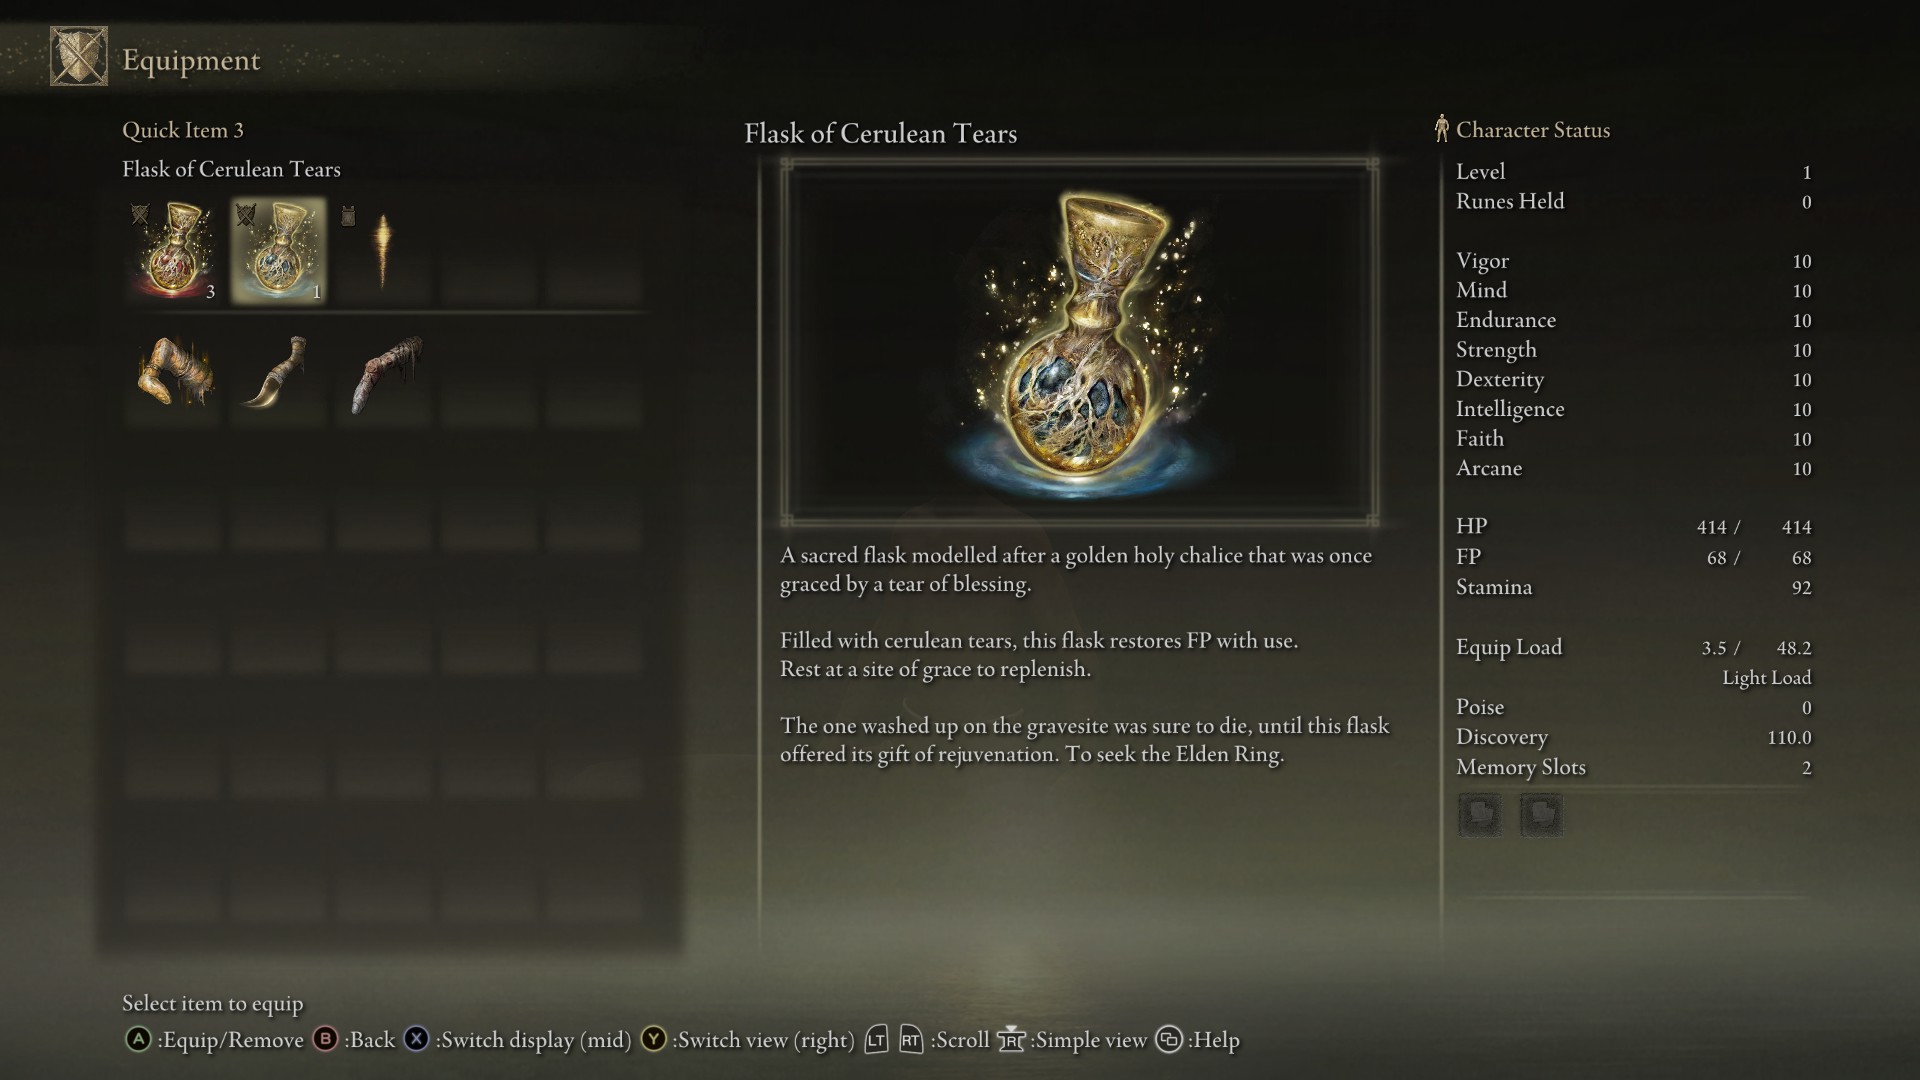 Equipment
Quick Item 3
Flask of Cerulean Tears
3
1
Flask of Cerulean Tears
A sacred flask modelled after a golden holy chalice that was once
graced by a tear of blessing.
Filled with cerulean tears, this flask restores FP with use.
Rest at a site of grace to replenish.
The one washed up on the gravesite was sure to die, until this flask
offered its gift of rejuvenation. To seek the Elden Ring.
Character Status
Level 1
Runes Held 0
Vigor 10
Mind 10
Endurance 10
Strength 10
Dexterity 10
Intelligence 10
Faith 10
Arcane 10
HP 414 / 414
FP 68 / 68
Stamina 92
Equip Load 3.5 / 48.2
Light Load
Poise 0
Discovery 110.0
Memory Slots 2
Select item to equip
A :Equip/Remove B :Back X :Switch display (mid) Y :Switch view (right) LT RT :Scroll R :Simple view :Help